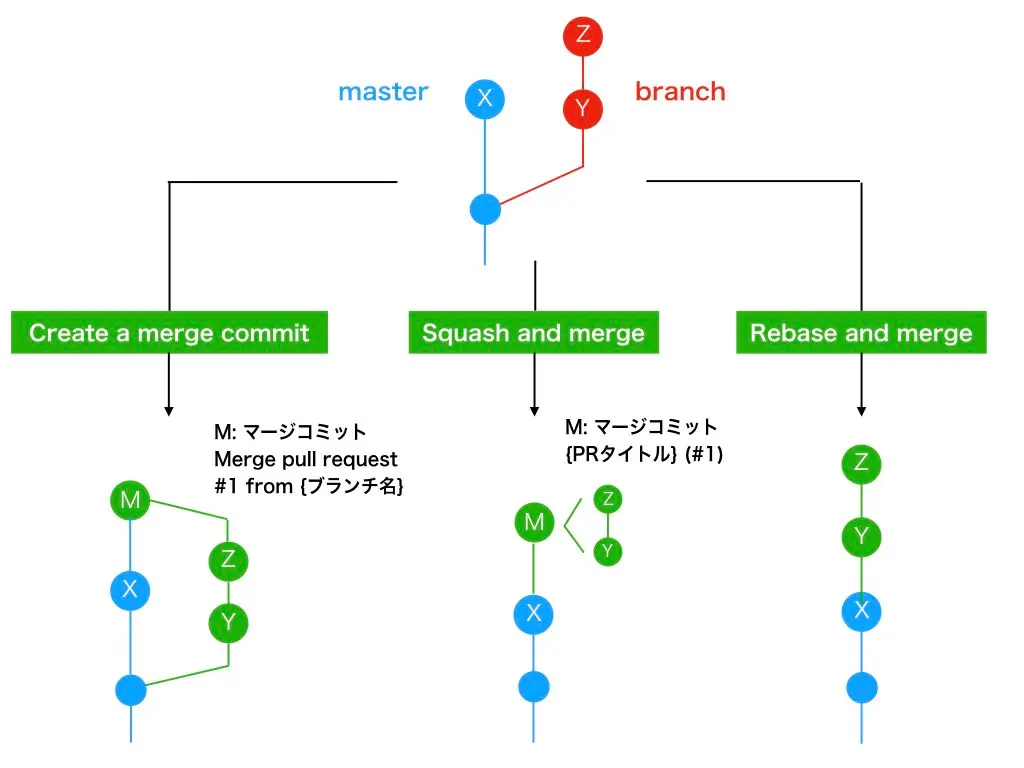 Z
master
X
Y
branch
Create a merge commit
Squash and merge
Rebase and merge
M: マージコミット
Merge pull request
#1 from {ブランチ名}
M
Z
X
Y
M: マージコミット
{PRタイトル} (#1)
M
Z
Y
X
Z
Y
X